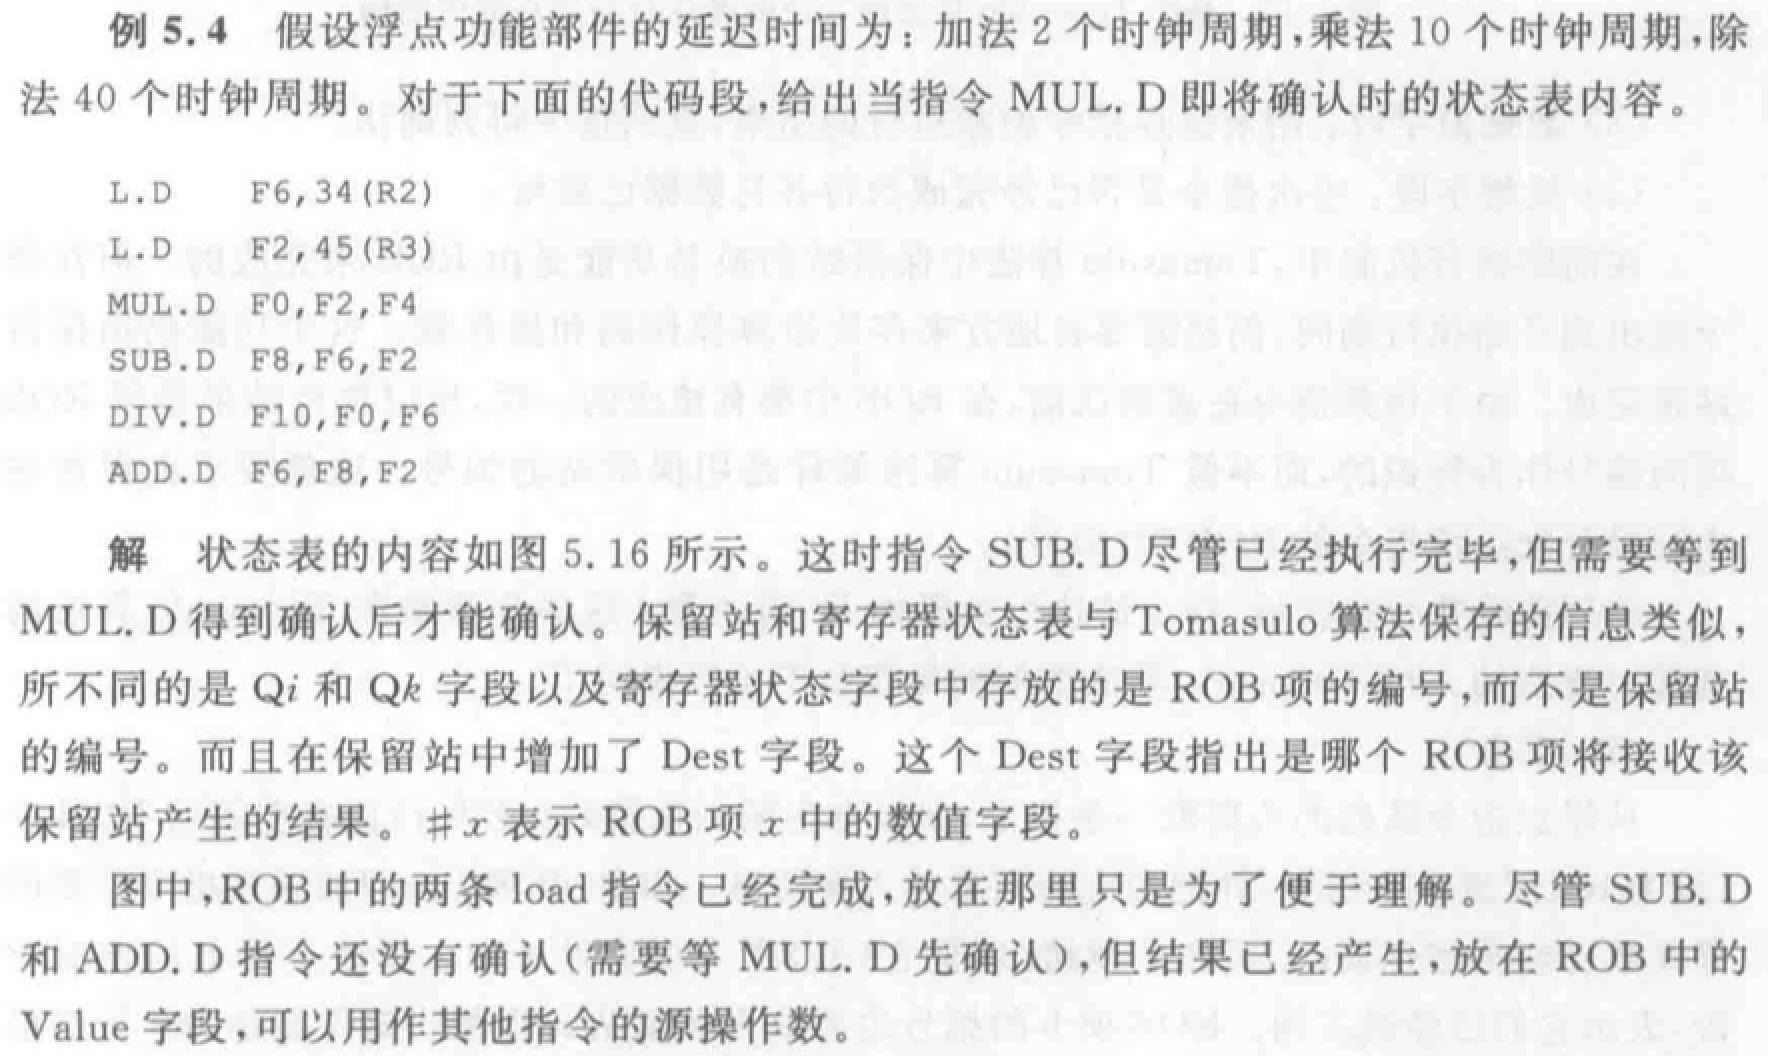 例 5.4 假设浮点功能部件的延迟时间为：加法 2 个时钟周期，乘法 10 个时钟周期，除
法 40 个时钟周期。对于下面的代码段，给出当指令 MUL.D 即将确认时的状态表内容。
L.D F6,34(R2)
L.D F2,45(R3)
MUL.D F0,F2,F4
SUB.D F8,F6,F2
DIV.D F10,F0,F6
ADD.D F6,F8,F2
解 状态表的内容如图 5.16 所示。这时指令 SUB.D 尽管已经执行完毕，但需要等到
MUL.D 得到确认后才能确认。保留站和寄存器状态表与 Tomasulo 算法保存的信息类似，
所不同的是 Qi 和 Qk 字段以及寄存器状态字段中存放的是 ROB 项的编号，而不是保留站
的编号。而且在保留站中增加了 Dest 字段。这个 Dest 字段指出是哪个 ROB 项将接收该
保留站产生的结果。#x 表示 ROB 项 x 中的数值字段。
图中，ROB 中的两条 load 指令已经完成，放在那里只是为了便于理解。尽管 SUB.D
和 ADD.D 指令还没有确认（需要等 MUL.D 先确认），但结果已经产生，放在 ROB 中的
Value 字段，可以用作其他指令的源操作数。